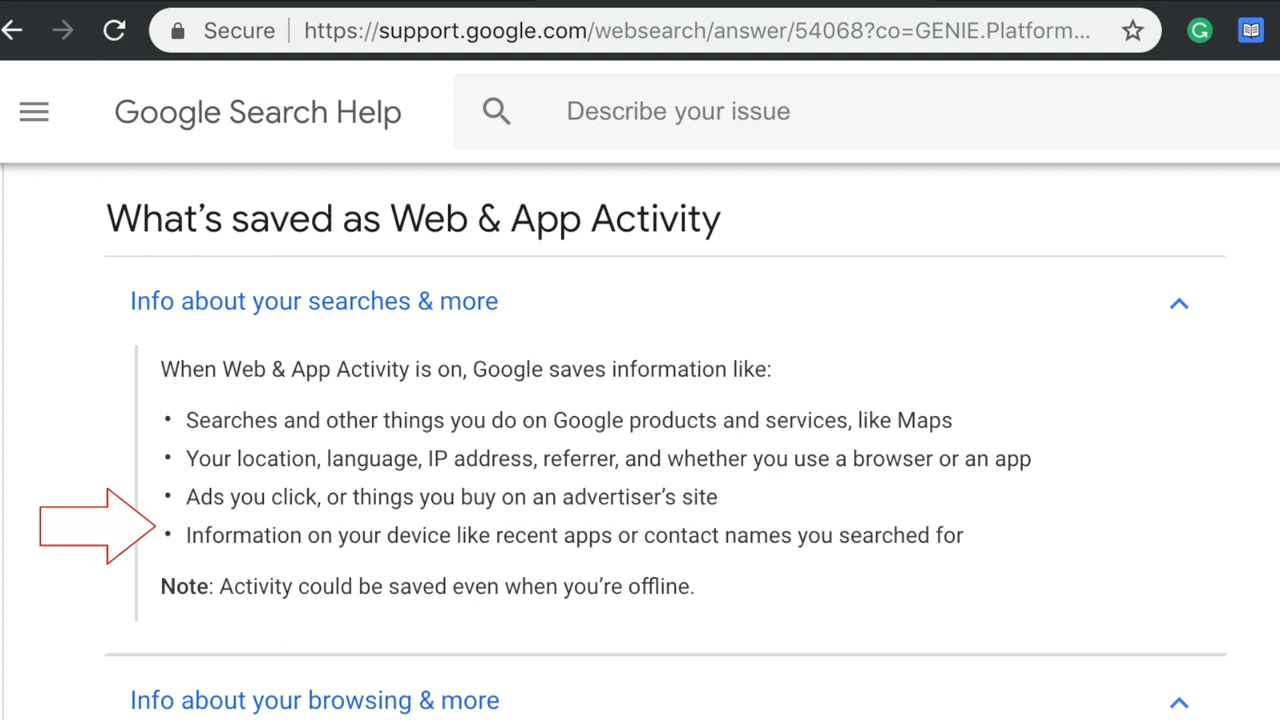 Secure https://support.google.com/websearch/answer/54068?co=GENIE.Platform...
Google Search Help
Describe your issue
What’s saved as Web & App Activity
Info about your searches & more
When Web & App Activity is on, Google saves information like:
• Searches and other things you do on Google products and services, like Maps
• Your location, language, IP address, referrer, and whether you use a browser or an app
• Ads you click, or things you buy on an advertiser’s site
• Information on your device like recent apps or contact names you searched for
Note: Activity could be saved even when you’re offline.
Info about your browsing & more